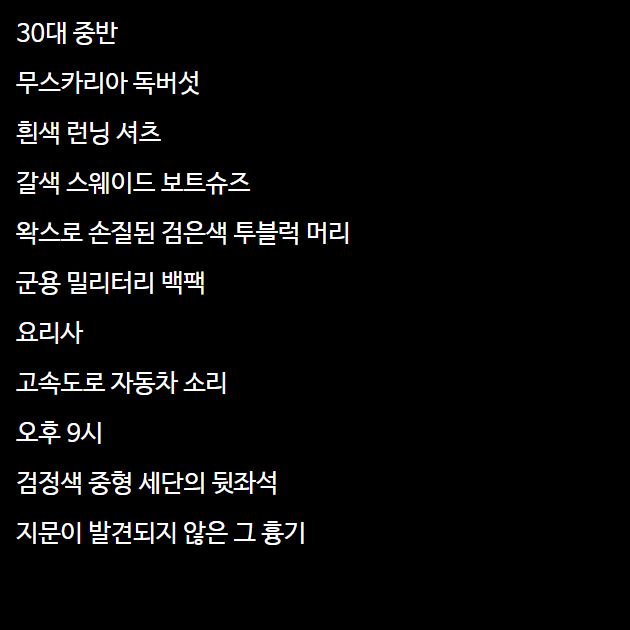 30대 중반
무스카리아 독버섯
흰색 런닝 셔츠
갈색 스웨이드 보트슈즈
왁스로 손질된 검은색 투블럭 머리
군용 밀리터리 백팩
요리사
고속도로 자동차 소리
오후 9시
검정색 중형 세단의 뒷좌석
지문이 발견되지 않은 그 흉기